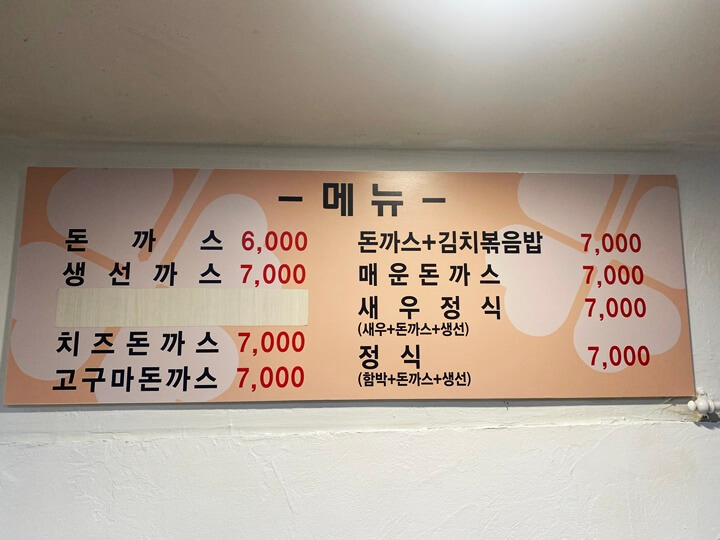 - 메뉴 -
돈까스 6,000
생선까스 7,000
치즈돈까스 7,000
고구마돈까스 7,000
돈까스+김치볶음밥 7,000
매운돈까스 7,000
새우정식 7,000
(새우+돈까스+생선)
정식 7,000
(함박+돈까스+생선)